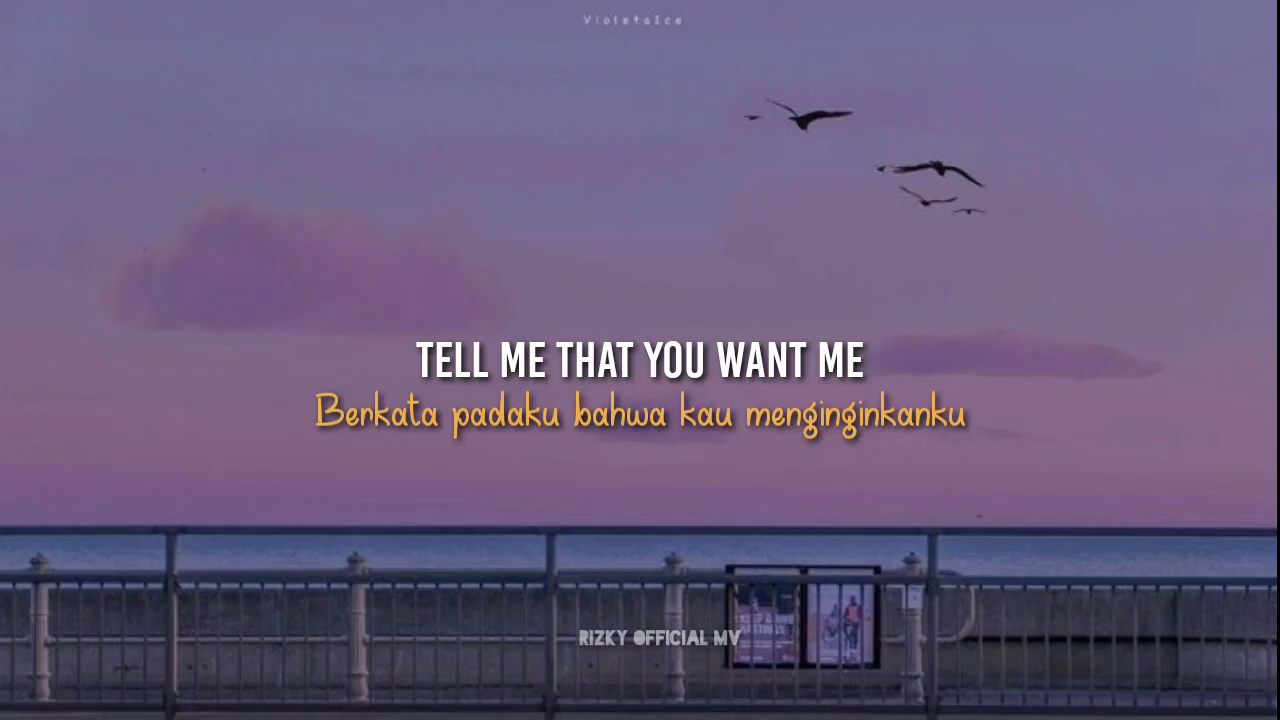 VioletaIce
TELL ME THAT YOU WANT ME
Berkata padaku bahwa kau menginginkanku
RIZKY OFFICIAL MV